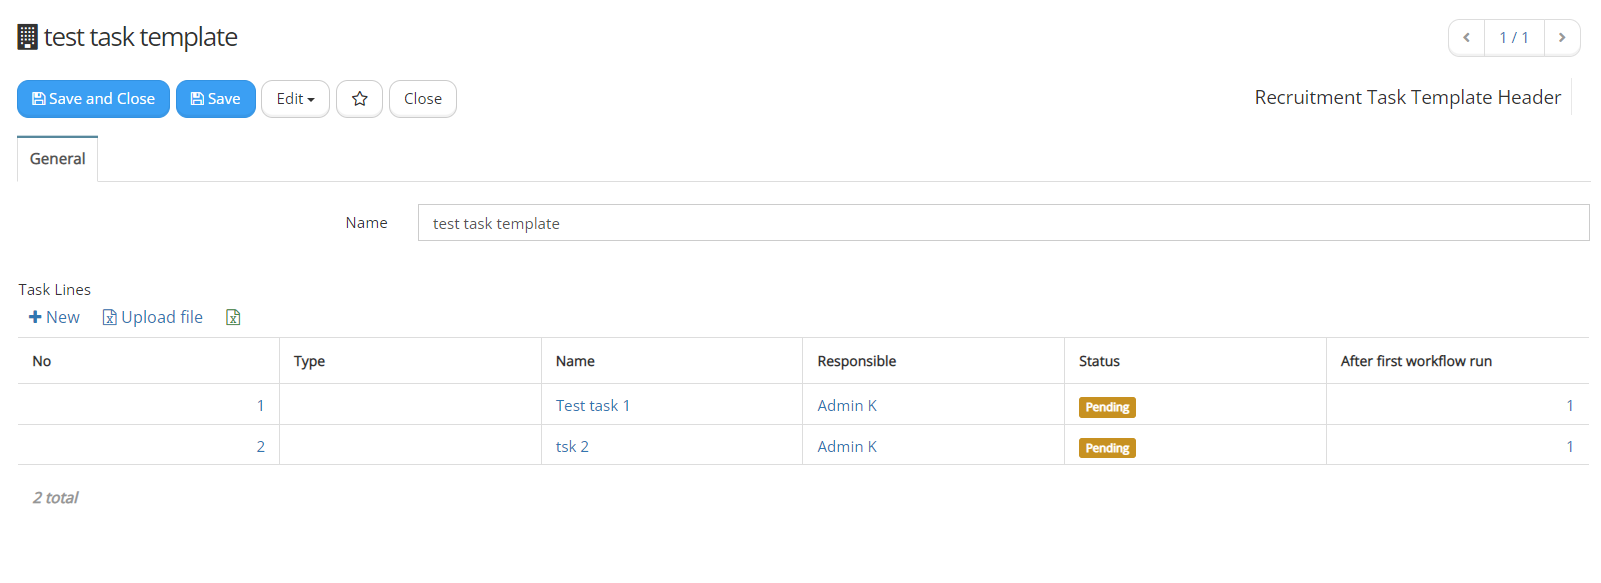 test task template
1 / 1
Save and Close Save Edit Close
Recruitment Task Template Header
General
Name test task template
Task Lines
New Upload file
No Type Name Responsible Status After first workflow run
1 Test task 1 Admin K Pending 1
2 tsk 2 Admin K Pending 1
2 total